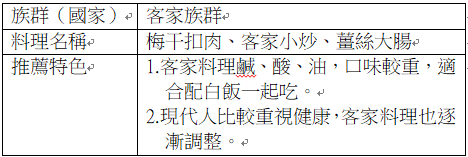 族群（國家） 客家族群
料理名稱 梅干扣肉、客家小炒、薑絲大腸
推薦特色 1.客家料理鹹、酸、油，口味較重，適
合配白飯一起吃。
2.現代人比較重視健康，客家料理也逐
漸調整。